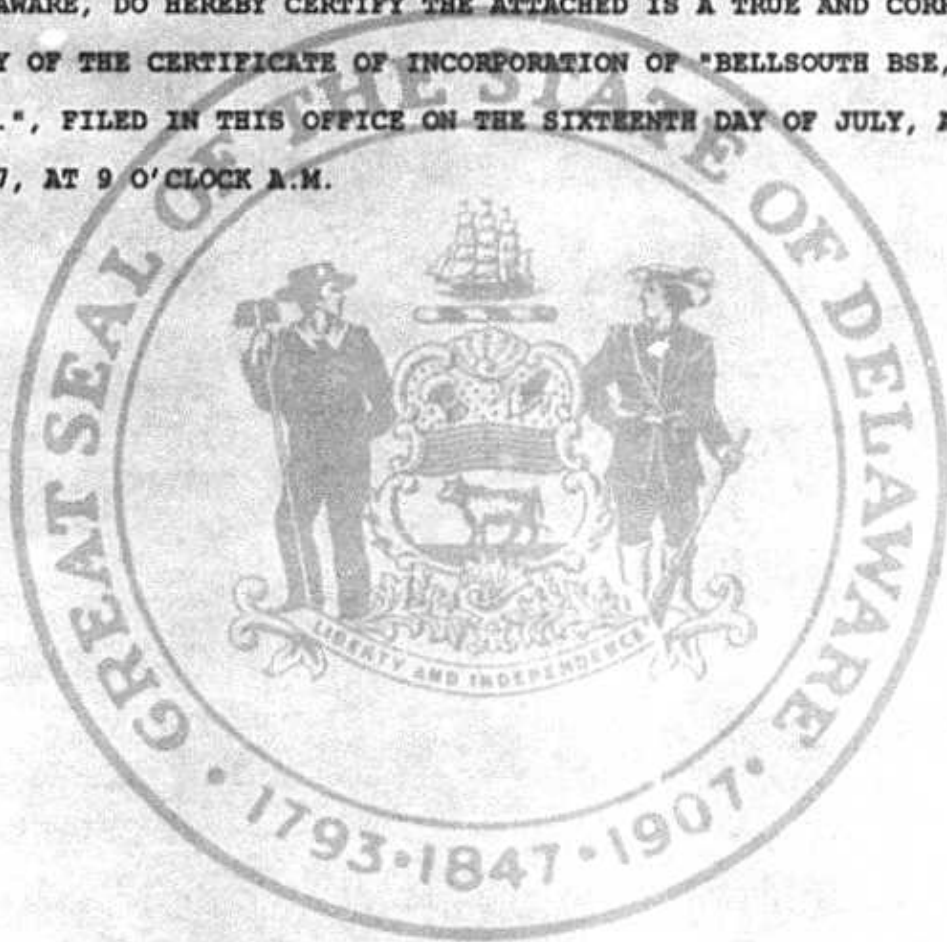 AWARE, DO HEREBY CERTIFY THE ATTACHED IS A TRUE AND CORR
Y OF THE CERTIFICATE OF INCORPORATION OF "BELLSOUTH BSE,
.", FILED IN THIS OFFICE ON THE SIXTEENTH DAY OF JULY, A
7, AT 9 O'CLOCK A.M.
GREAT SEAL OF THE STATE OF DELAWARE
LIBERTY AND INDEPENDENCE
• 1793 • 1847 • 1907 •